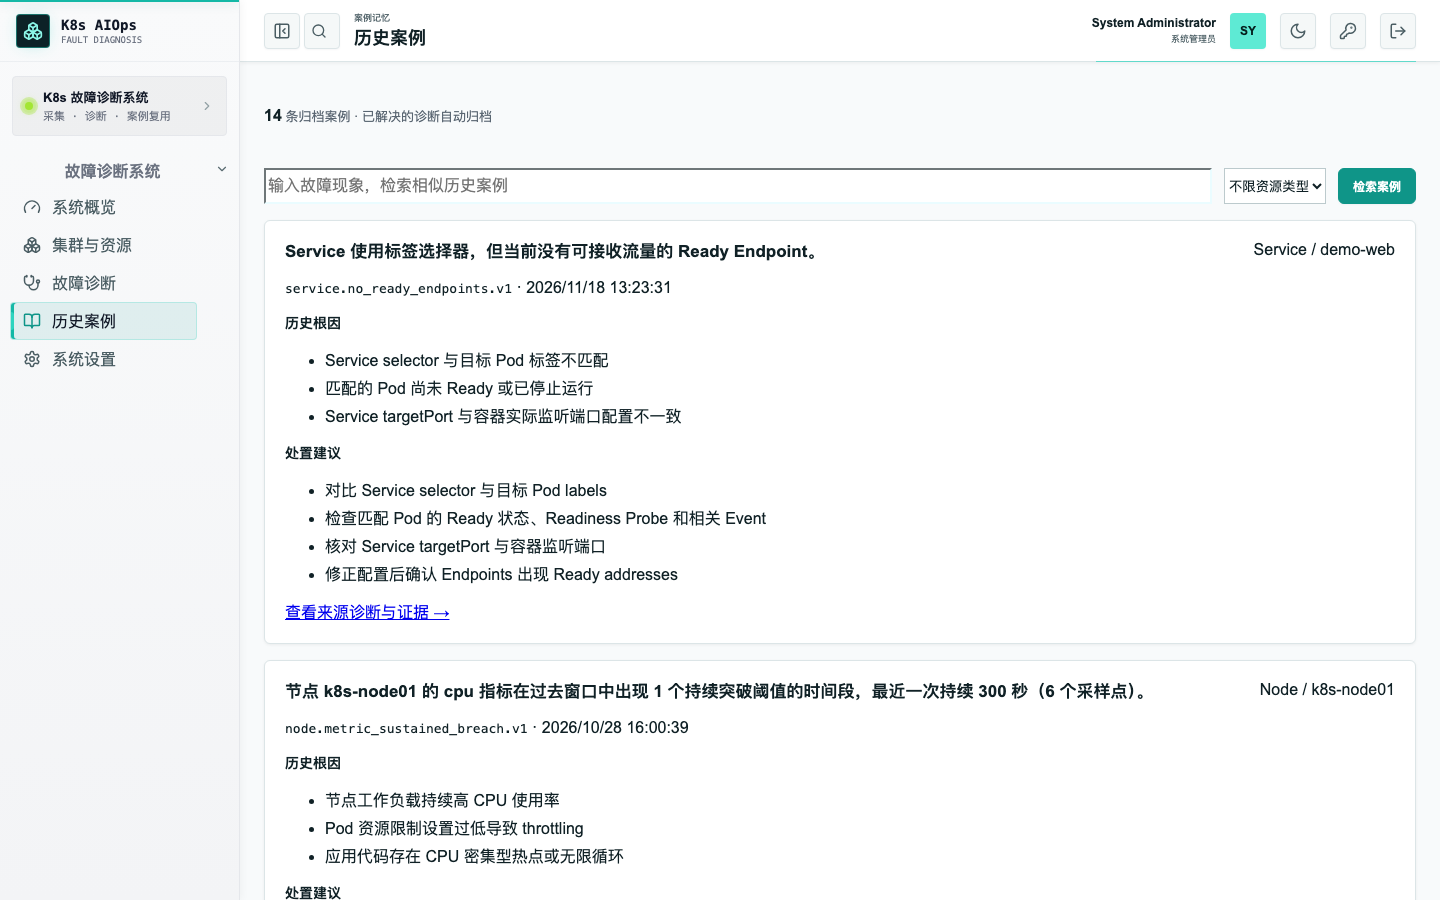 K8s AIOps
FAULT DIAGNOSIS
K8s 故障诊断系统
采集 · 诊断 · 案例复用
故障诊断系统
系统概览
集群与资源
故障诊断
历史案例
系统设置
案例记忆
历史案例
System Administrator
系统管理员
SY
14 条归档案例 · 已解决的诊断自动归档
输入故障现象，检索相似历史案例
不限资源类型
检索案例
Service 使用标签选择器，但当前没有可接收流量的 Ready Endpoint。
Service / demo-web
service.no_ready_endpoints.v1 · 2026/11/18 13:23:31
历史根因
• Service selector 与目标 Pod 标签不匹配
• 匹配的 Pod 尚未 Ready 或已停止运行
• Service targetPort 与容器实际监听端口配置不一致
处置建议
• 对比 Service selector 与目标 Pod labels
• 检查匹配 Pod 的 Ready 状态、Readiness Probe 和相关 Event
• 核对 Service targetPort 与容器监听端口
• 修正配置后确认 Endpoints 出现 Ready addresses
查看来源诊断与证据 →
节点 k8s-node01 的 cpu 指标在过去窗口中出现 1 个持续突破阈值的时间段，最近一次持续 300 秒（6 个采样点）。
Node / k8s-node01
node.metric_sustained_breach.v1 · 2026/10/28 16:00:39
历史根因
• 节点工作负载持续高 CPU 使用率
• Pod 资源限制设置过低导致 throttling
• 应用代码存在 CPU 密集型热点或无限循环
处置建议